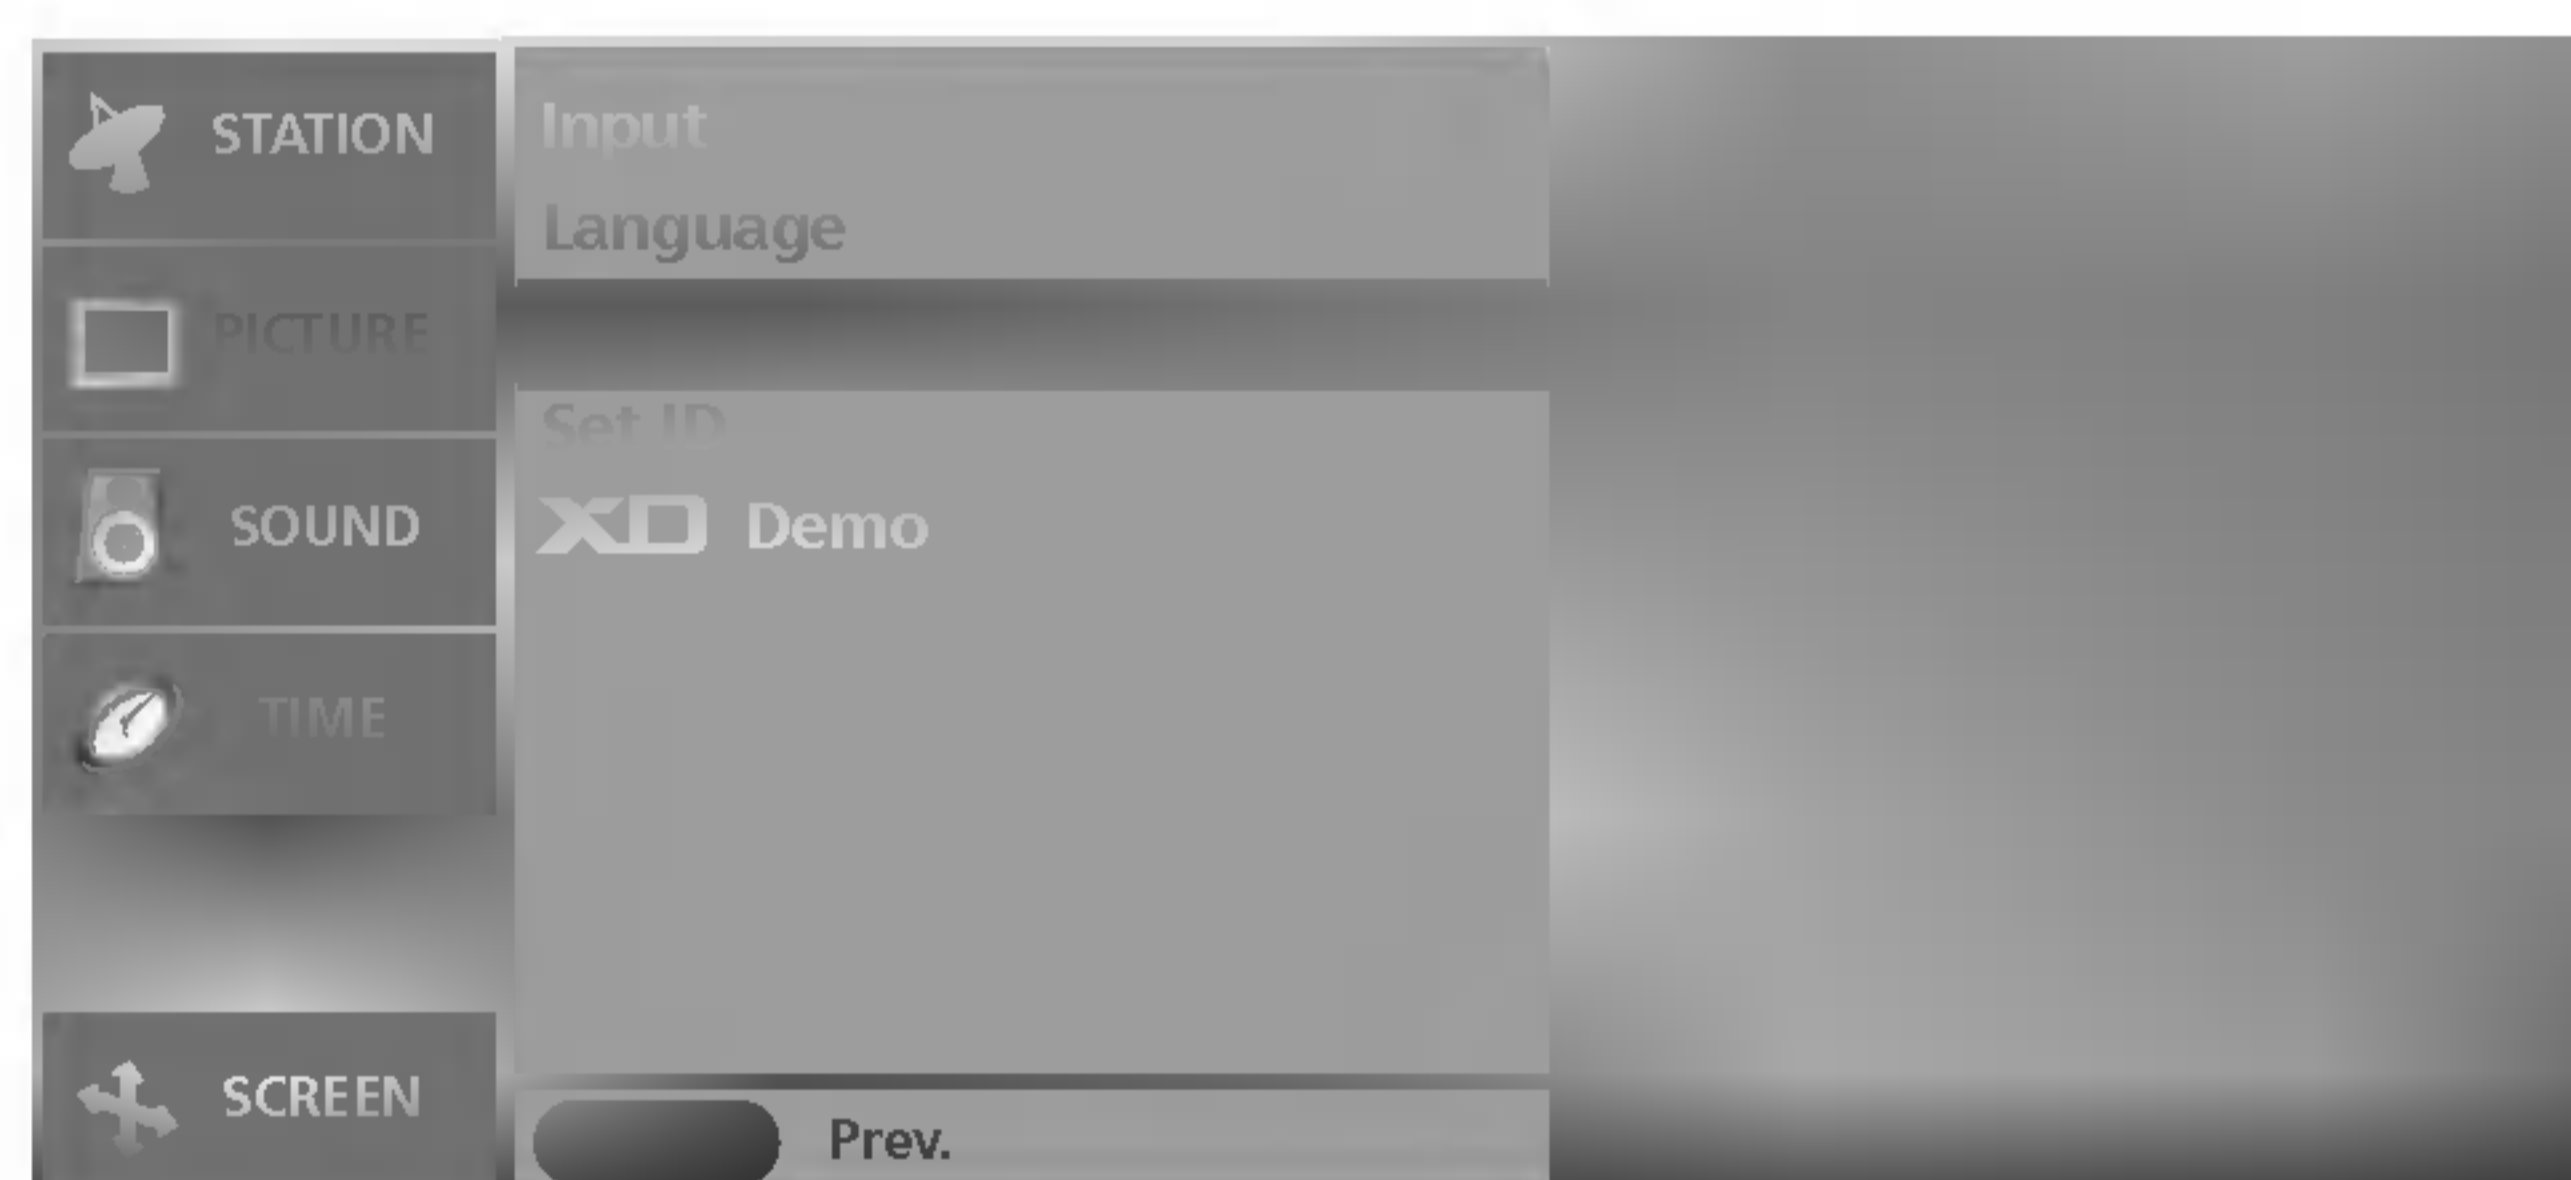 STATION
PICTURE
SOUND
TIME
SCREEN
Input
Language
Set ID
XD Demo
Prev.